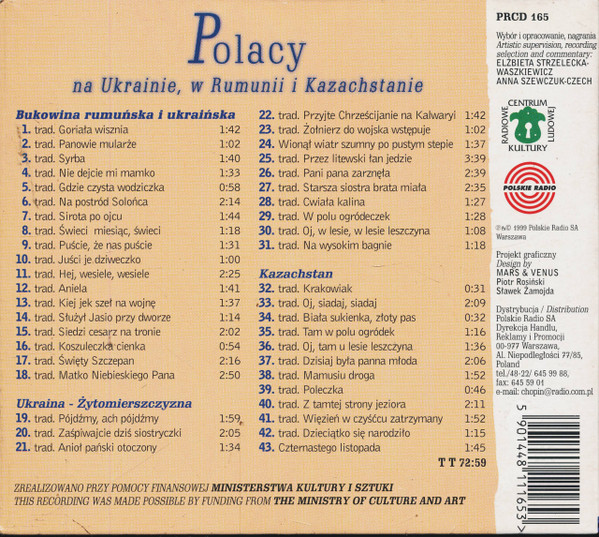 Polacy
na Ukrainie, w Rumunii i Kazachstanie
Bukowina rumuńska i ukraińska
1. trad. Goriała wisznia 1:42
2. trad. Panowie mularże 1:02
3. trad. Syrba 1:40
4. trad. Nie dejcie mi mamko 1:33
5. trad. Gdzie czysta wodziczka 0:58
6. trad. Na postród Solońca 2:14
7. trad. Sirota po ojcu 1:44
8. trad. Świeci miesiąc, świeci 1:18
9. trad. Puście, że nas puście 1:31
10. trad. Juści je dziweczko 1:00
11. trad. Hej, wesiele, wesiele 2:25
12. trad. Aniela 1:41
13. trad. Kiej jek szeł na wojnę 1:37
14. trad. Służył Jasio przy dworze 1:14
15. trad. Siedzi cesarz na tronie 2:02
16. trad. Koszuleczka cienka 0:54
17. trad. Święty Szczepan 2:16
18. trad. Matko Niebieskiego Pana 2:50
Ukraina - Żytomierszczyzna
19. trad. Pójdźmy, ach pójdźmy 1:59
20. trad. Zaśpiwajcie dziś siostryczki 2:05
21. trad. Anioł pański otoczony 1:34
22. trad. Przyjte Chrześcijanie na Kalwaryi 1:42
23. trad. Żołnierz do wojska wstępuje 1:02
24. trad. Wionął wiatr szumny po pustym stepie 1:37
25. trad. Przez litewski łan jedzie 3:39
26. trad. Pani pana zarznęła 2:39
27. trad. Starsza siostra brata miała 2:35
28. trad. Cwiała kalina 1:27
29. trad. W polu ogródeczek 1:28
30. trad. Oj, w lesie, w lesie leszczyna 1:08
31. trad. Na wysokim bagnie 1:18
Kazachstan
32. trad. Krakowiak 0:31
33. trad. Oj, siadaj, siadaj 2:09
34. trad. Biała sukienka, złoty pas 0:32
35. trad. Tam w polu ogródek 1:16
36. trad. Oj, tam u lesie leszczyna 1:36
37. trad. Dzisiaj była panna młoda 2:06
38. trad. Mamusiu droga 1:52
39. trad. Poleczka 0:46
40. trad. Z tamtej strony jeziora 2:11
41. trad. Więzień w czyśćcu zatrzymany 1:52
42. trad. Dzieciątko się narodziło 1:15
43. trad. Czternastego listopada 1:45
T T 72:59
ZREALIZOWANO PRZY POMOCY FINANSOWEJ MINISTERSTWA KULTURY I SZTUKI
THIS RECORDING WAS MADE POSSIBLE BY FUNDING FROM THE MINISTRY OF CULTURE AND ART
PRCD 165
Wybór i opracowanie, nagrania
Artistic supervision, recording
selection and commentary:
ELŻBIETA STRZELECKA-
WASZKIEWICZ
ANNA SZEWCZUK-CZECH
RADIOWE CENTRUM KULTURY LUDOWEJ
POLSKIE RADIO
℗&© 1999 Polskie Radio SA
Warszawa
Projekt graficzny
Design by
MARS & VENUS
Piotr Rosiński
Sławek Zamojda
Dystrybucja / Distribution
Polskie Radio SA
Dyrekcja Handlu,
Reklamy i Promocji
00-977 Warszawa,
Al. Niepodległości 77/85,
Poland
tel./48-22/ 645 99 88,
fax: 645 59 01
e-mail: chopin@radio.com.pl
5 901448 111653 >